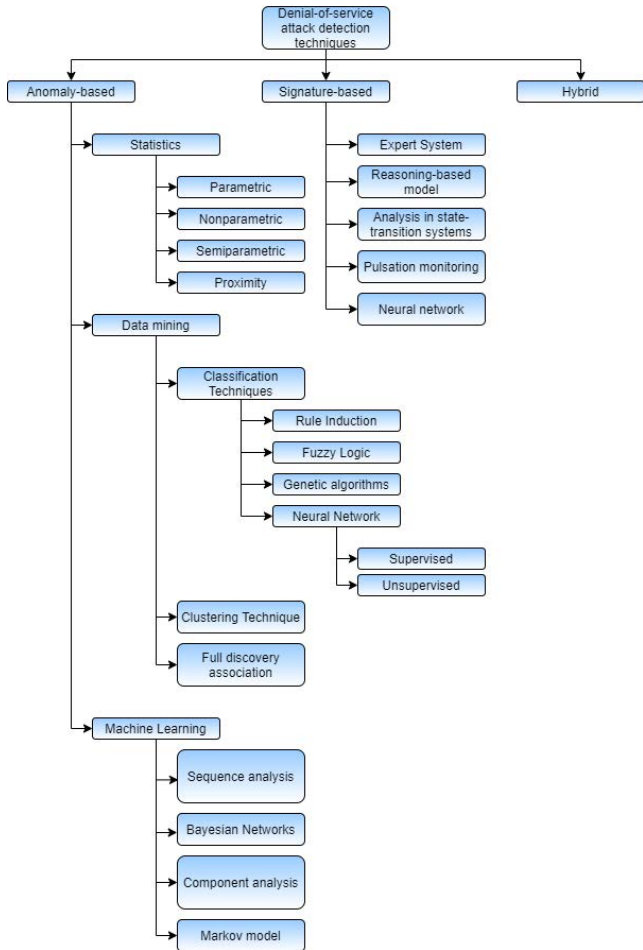 Denial-of-service
attack detection
techniques
Anomaly-based
Signature-based
Hybrid
Statistics
Parametric
Nonparametric
Semiparametric
Proximity
Expert System
Reasoning-based
model
Analysis in state-
transition systems
Pulsation monitoring
Neural network
Data mining
Classification
Techniques
Rule Induction
Fuzzy Logic
Genetic algorithms
Neural Network
Supervised
Unsupervised
Clustering Technique
Full discovery
association
Machine Learning
Sequence analysis
Bayesian Networks
Component analysis
Markov model